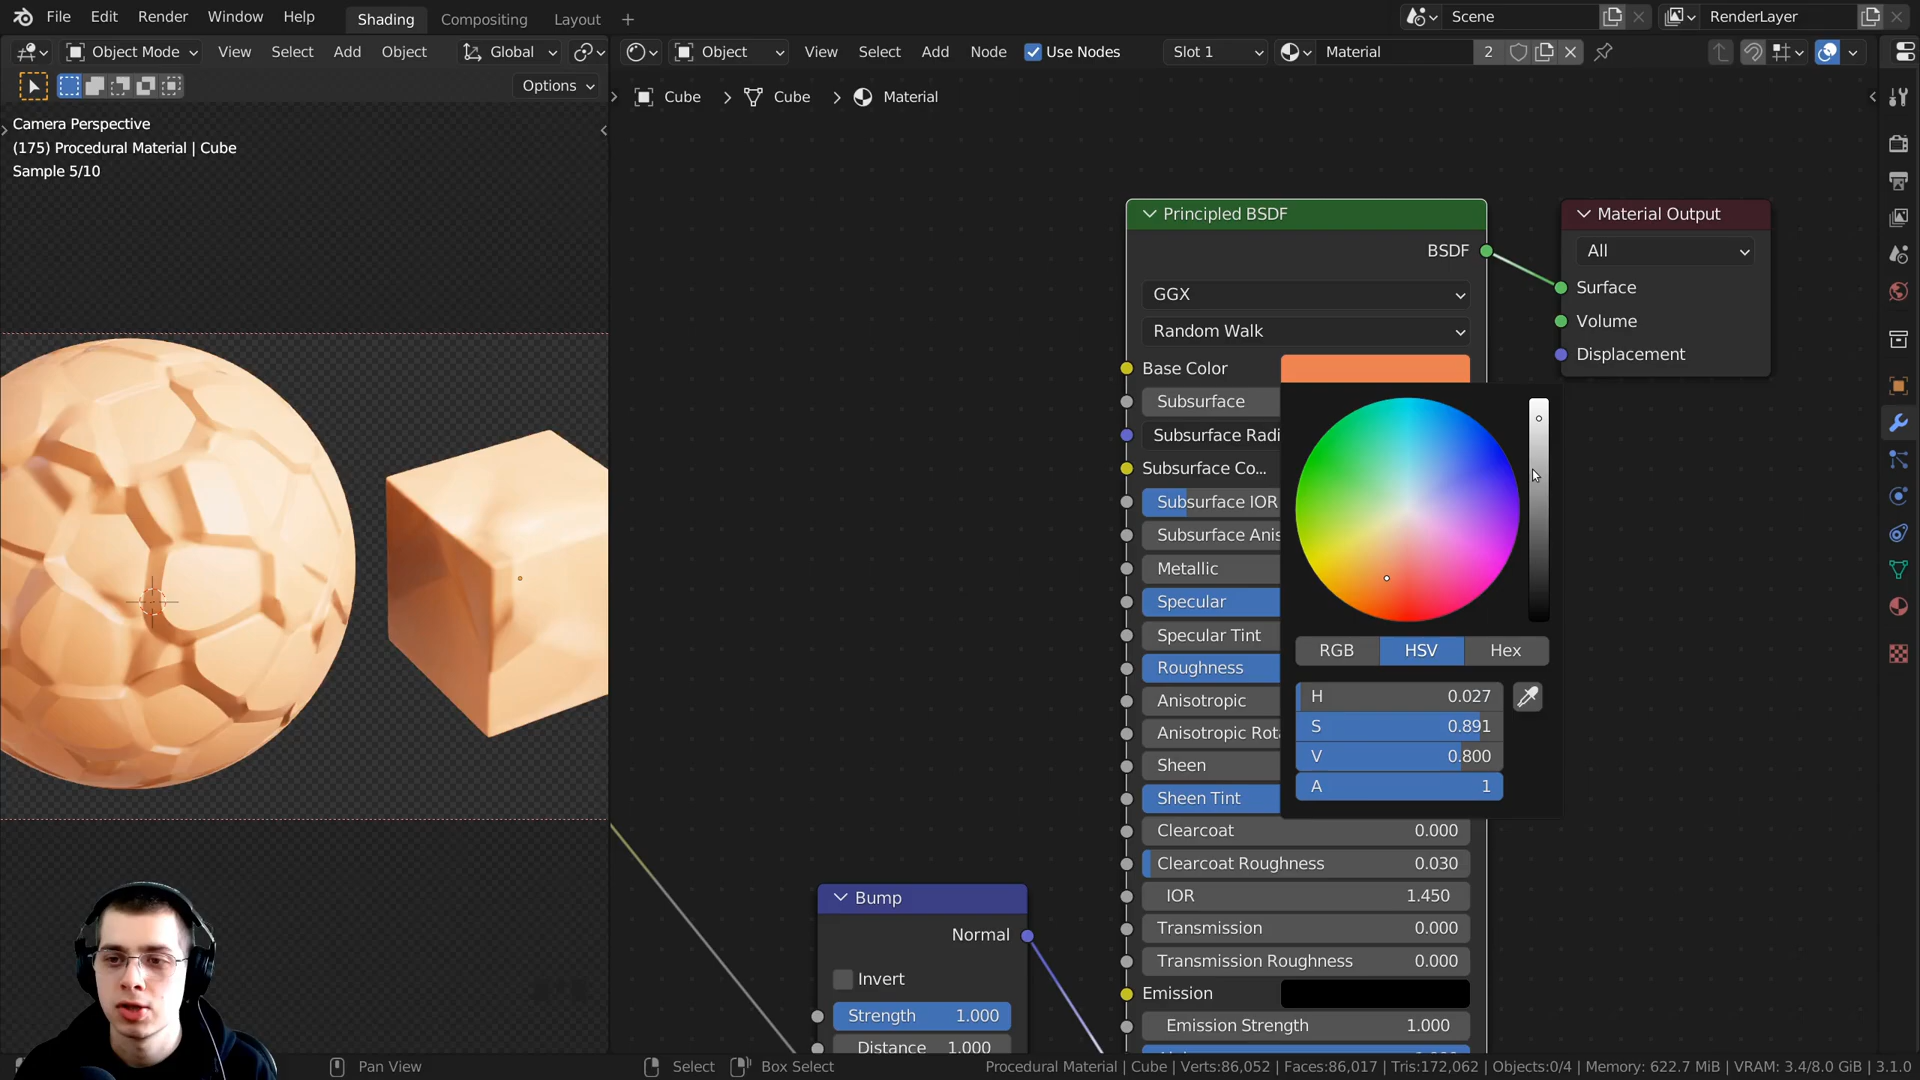 File Edit Render Window Help Shading Compositing Layout + Scene RenderLayer
Object Mode View Select Add Object Global Object View Select Add Node Use Nodes Slot 1 Material 2
Options
Cube > Cube > Material
Camera Perspective
(175) Procedural Material | Cube
Sample 5/10
Principled BSDF
BSDF
GGX
Random Walk
Base Color
Subsurface
Subsurface Radi
Subsurface Co...
Subsurface IOR
Subsurface Anis
Metallic
Specular
Specular Tint
Roughness
Anisotropic
Anisotropic Rota
Sheen
Sheen Tint
Clearcoat 0.000
Clearcoat Roughness 0.030
IOR 1.450
Transmission 0.000
Transmission Roughness 0.000
Emission
Emission Strength 1.000
Material Output
All
Surface
Volume
Displacement
RGB HSV Hex
H 0.027
S 0.891
V 0.800
A 1
Bump
Normal
Invert
Strength 1.000
Distance 1.000
Pan View Select Box Select Procedural Material | Cube | Verts:86,052 | Faces:86,017 | Tris:172,062 | Objects:0/4 | Memory: 622.7 MiB | VRAM: 3.4/8.0 GiB | 3.1.0